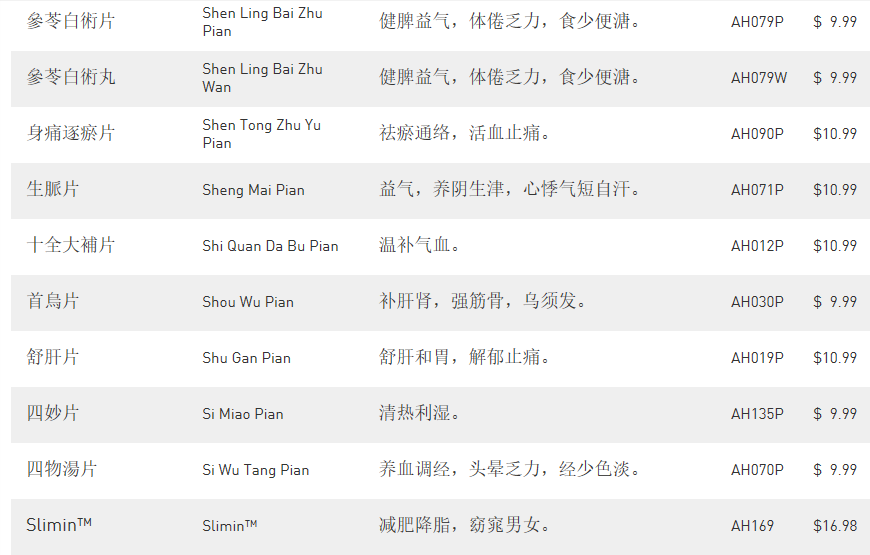 參苓白術片 Shen Ling Bai Zhu Pian 健脾益气，体倦乏力，食少便溏。 AH079P $ 9.99
參苓白術丸 Shen Ling Bai Zhu Wan 健脾益气，体倦乏力，食少便溏。 AH079W $ 9.99
身痛逐瘀片 Shen Tong Zhu Yu Pian 祛瘀通络，活血止痛。 AH090P $10.99
生脈片 Sheng Mai Pian 益气，养阴生津，心悸气短自汗。 AH071P $10.99
十全大補片 Shi Quan Da Bu Pian 温补气血。 AH012P $10.99
首烏片 Shou Wu Pian 补肝肾，强筋骨，乌须发。 AH030P $ 9.99
舒肝片 Shu Gan Pian 舒肝和胃，解郁止痛。 AH019P $10.99
四妙片 Si Miao Pian 清热利湿。 AH135P $ 9.99
四物湯片 Si Wu Tang Pian 养血调经，头晕乏力，经少色淡。 AH070P $ 9.99
Slimin™ Slimin™ 减肥降脂，窈窕男女。 AH169 $16.98